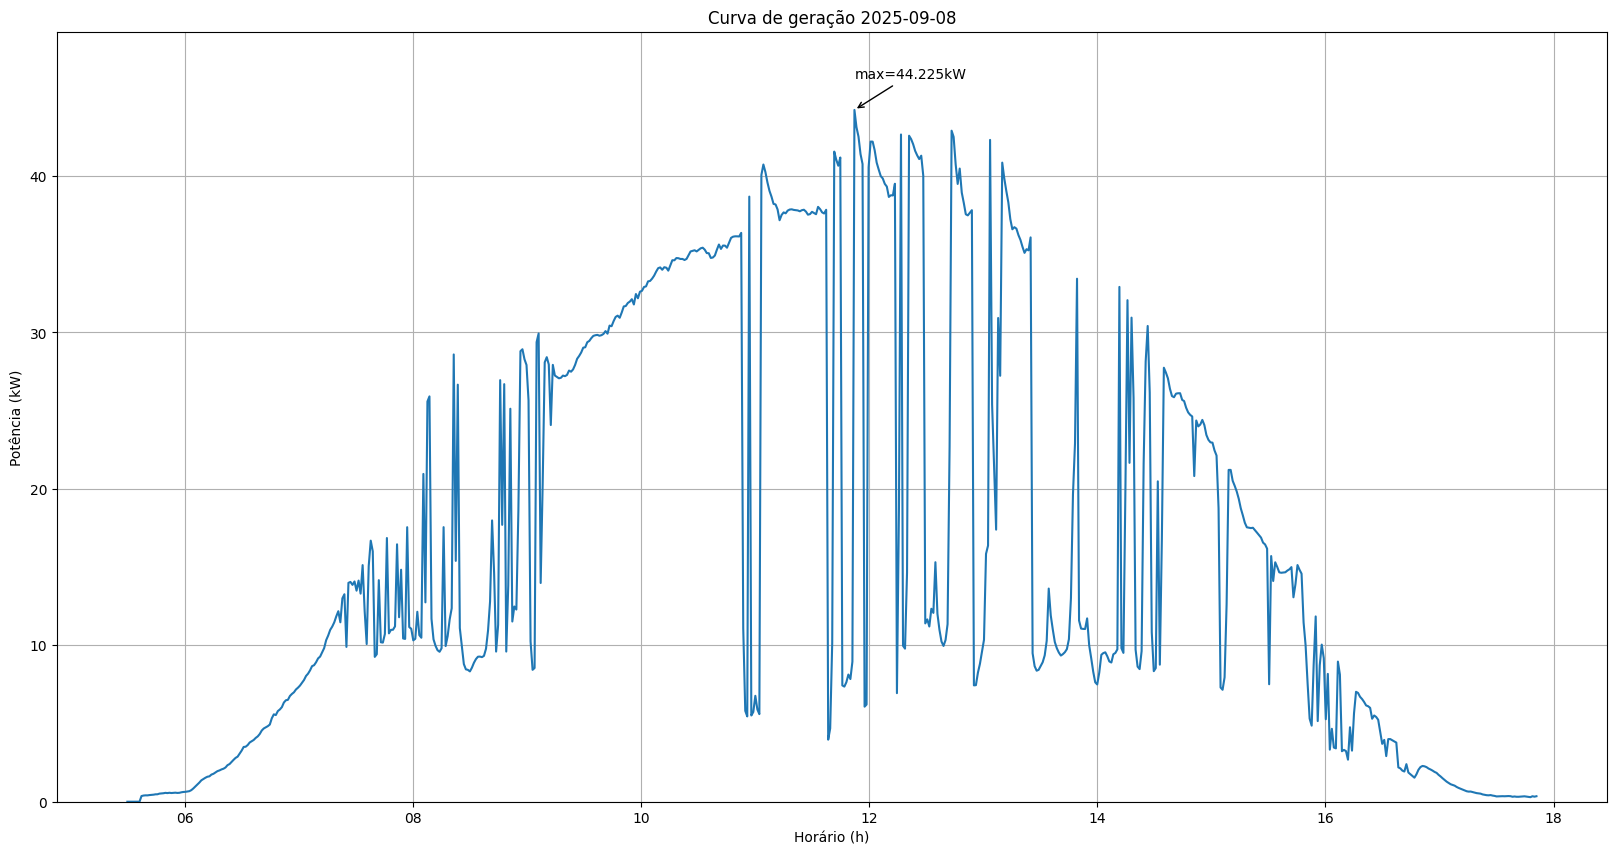 Curva de geração 2025-09-08
max=44.225kW
Potência (kW)
40
30
20
10
0
06 08 10 12 14 16 18
Horário (h)